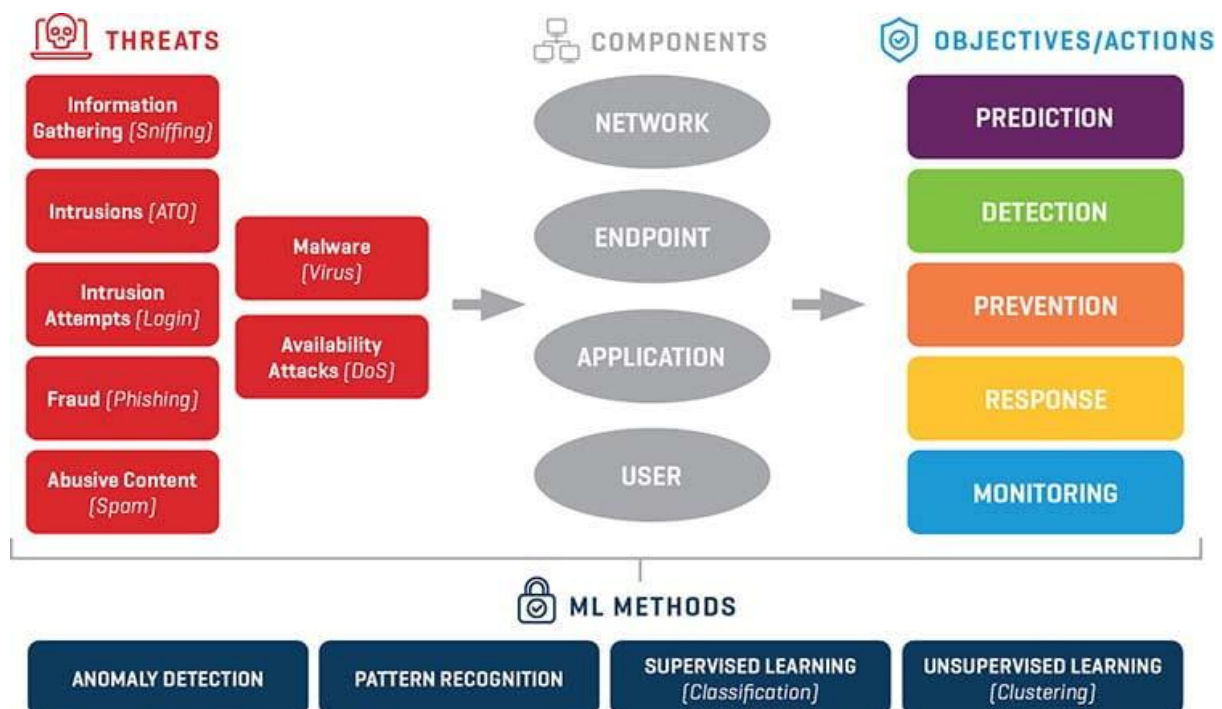 THREATS
Information
Gathering (Sniffing)
Intrusions (ATO)
Intrusion
Attempts (Login)
Fraud (Phishing)
Abusive Content
(Spam)
Malware
(Virus)
Availability
Attacks (DoS)
COMPONENTS
NETWORK
ENDPOINT
APPLICATION
USER
OBJECTIVES/ACTIONS
PREDICTION
DETECTION
PREVENTION
RESPONSE
MONITORING
ML METHODS
ANOMALY DETECTION
PATTERN RECOGNITION
SUPERVISED LEARNING
(Classification)
UNSUPERVISED LEARNING
(Clustering)